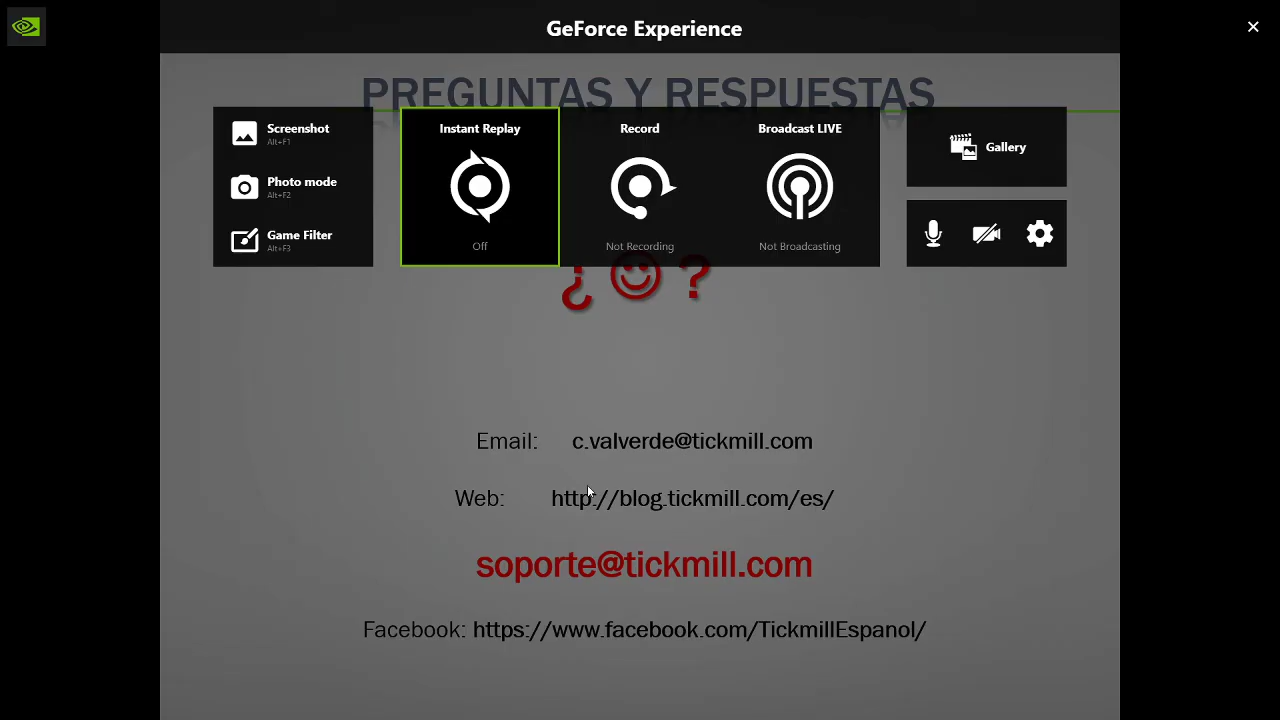 GeForce Experience
PREGUNTAS Y RESPUESTAS
Screenshot
Alt+F1
Photo mode
Alt+F2
Game Filter
Alt+F3
Instant Replay
Off
Record
Not Recording
Broadcast LIVE
Not Broadcasting
Gallery
¿ ?
Email: c.valverde@tickmill.com
Web: http://blog.tickmill.com/es/
soporte@tickmill.com
Facebook: https://www.facebook.com/TickmillEspanol/